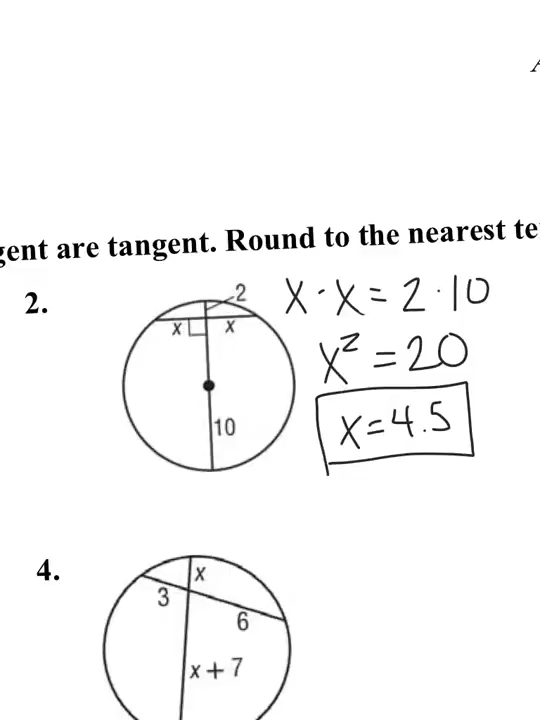 gent are tangent. Round to the nearest
2.
2
x
x
10
x · x = 2 · 10
x² = 20
x = 4.5
4.
x
3
6
x + 7